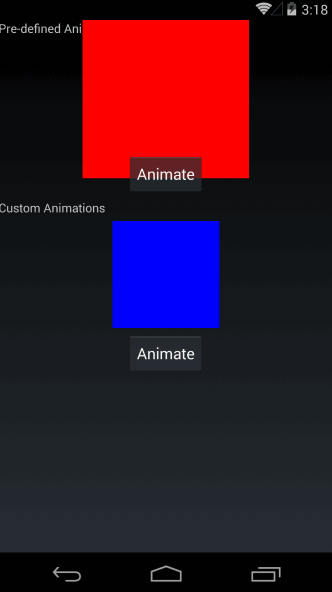 3:18
Pre-defined Ani
Animate
Custom Animations
Animate